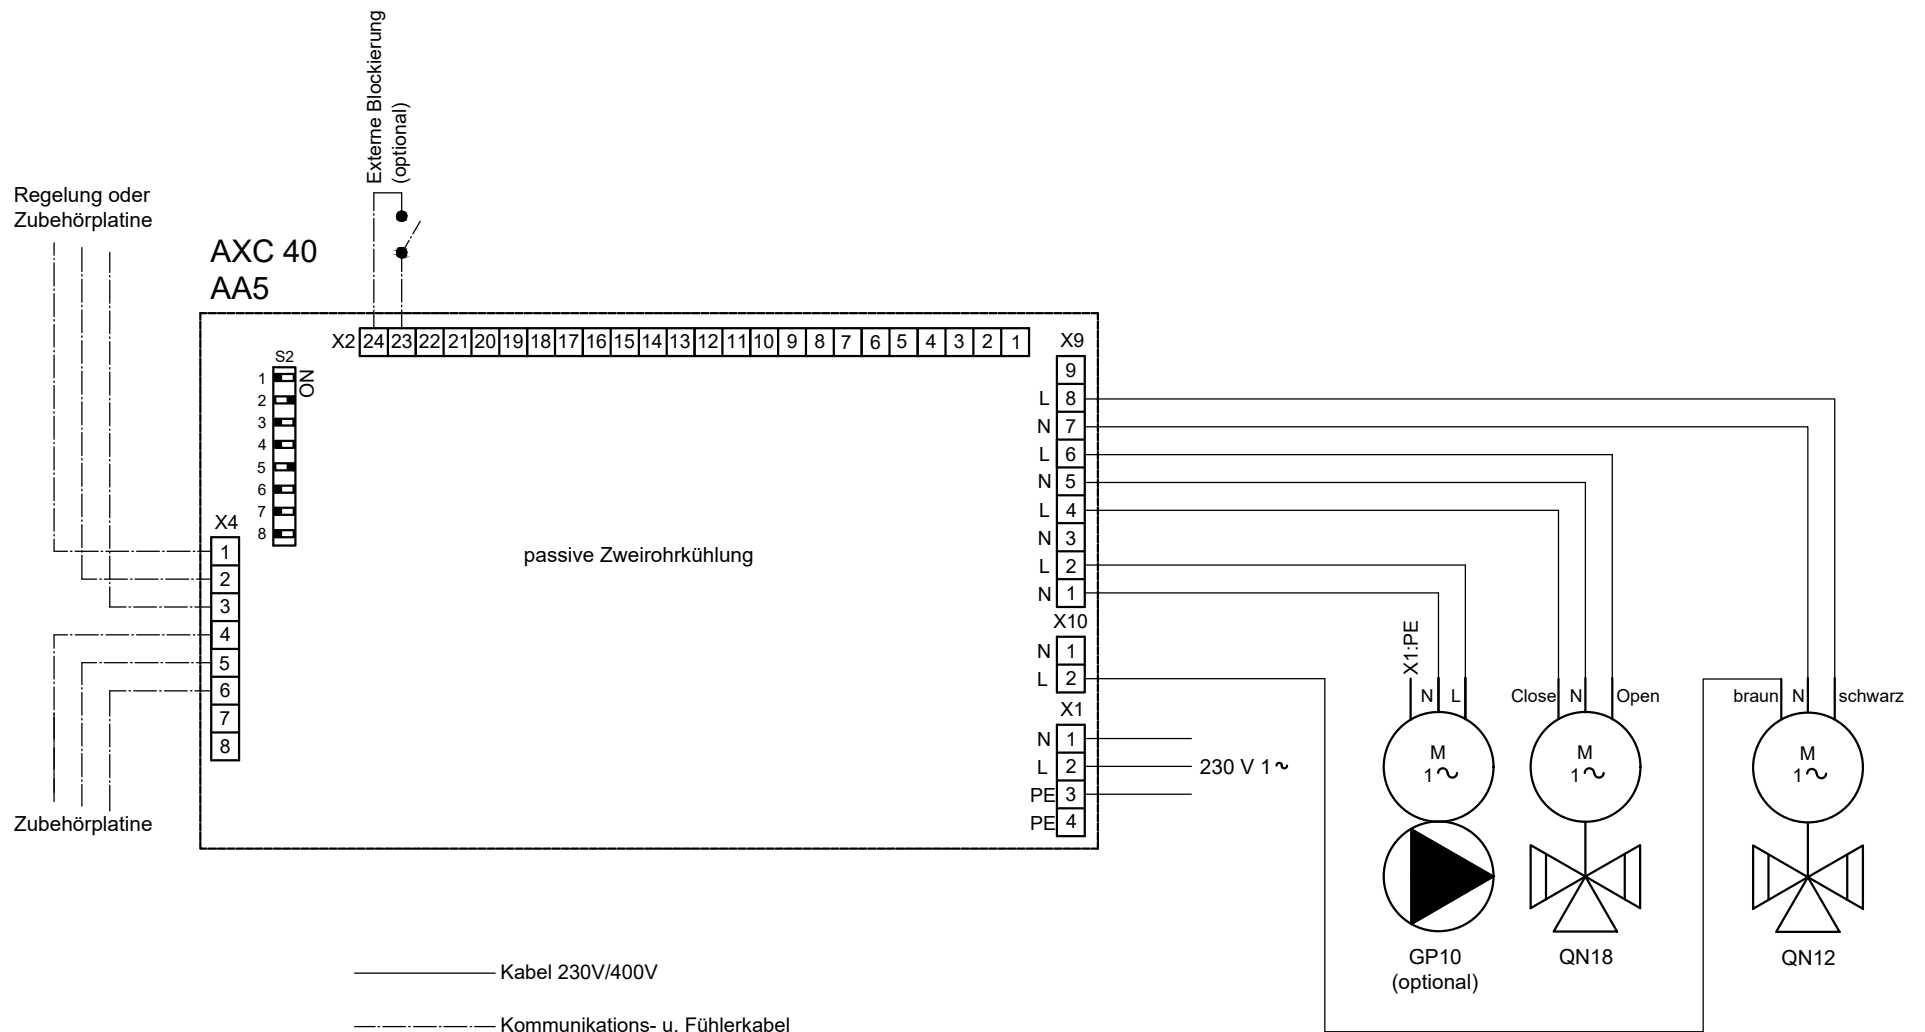 Externe Blockierung
(optional)
Regelung oder
Zubehörplatine
AXC 40
AA5
X2 24 23 22 21 20 19 18 17 16 15 14 13 12 11 10 9 8 7 6 5 4 3 2 1
S2
ON
1
2
3
4
5
6
7
8
X4
1
2
3
4
5
6
7
8
Zubehörplatine
passive Zweirohrkühlung
X9
9
L 8
N 7
L 6
N 5
L 4
N 3
L 2
N 1
X10
N 1
L 2
X1
N 1
L 2
PE 3
PE 4
230 V 1~
X1:PE
N L
M
1~
GP10
(optional)
Close N Open
M
1~
QN18
braun N schwarz
M
1~
QN12
Kabel 230V/400V
Kommunikations- u. Fühlerkabel